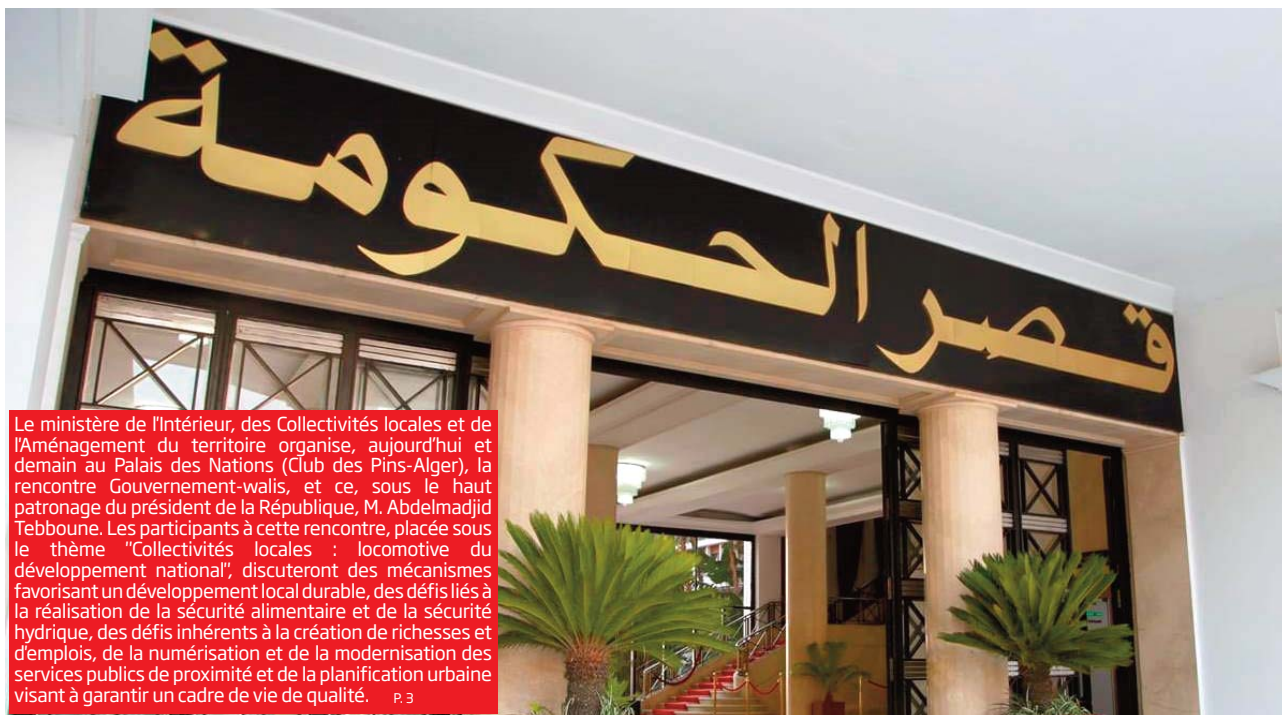 قصر الحكومة
Le ministère de l'Intérieur, des Collectivités locales et de
l'Aménagement du territoire organise, aujourd'hui et
demain au Palais des Nations (Club des Pins-Alger), la
rencontre Gouvernement-walis, et ce, sous le haut
patronage du président de la République, M. Abdelmadjid
Tebboune. Les participants à cette rencontre, placée sous
le thème "Collectivités locales : locomotive du
développement national", discuteront des mécanismes
favorisant un développement local durable, des défis liés à
la réalisation de la sécurité alimentaire et de la sécurité
hydrique, des défis inhérents à la création de richesses et
d'emplois, de la numérisation et de la modernisation des
services publics de proximité et de la planification urbaine
visant à garantir un cadre de vie de qualité. P. 3